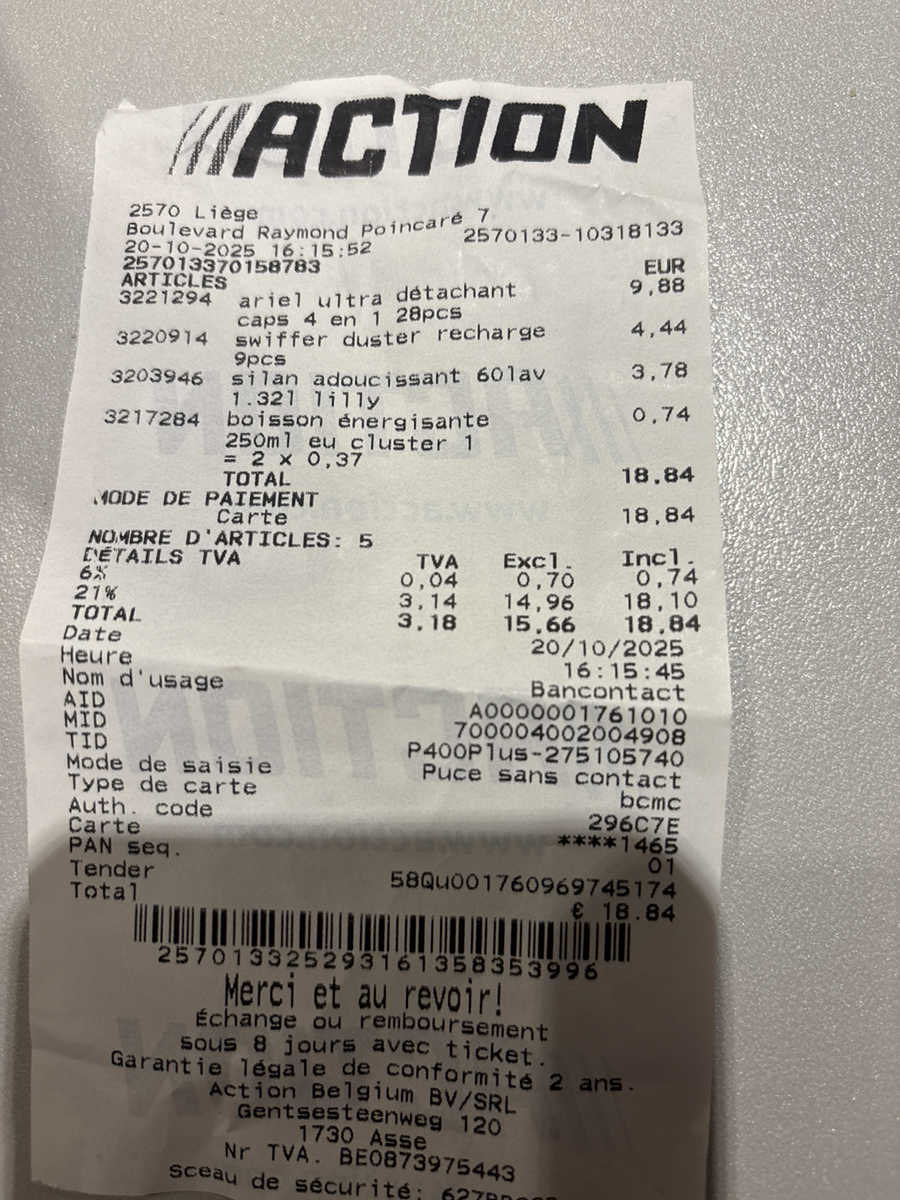 ACTION
2570 Liège
Boulevard Raymond Poincaré 7
20-10-2025 16:15:52 2570133-10318133
257013370158783
ARTICLES EUR
3221294 ariel ultra détachant 9,88
caps 4 en 1 28pcs
3220914 swiffer duster recharge 4,44
9pcs
3203946 silan adoucissant 60lav 3,78
1.32l lilly
3217284 boisson énergisante 0,74
250ml eu cluster 1
= 2 x 0,37
TOTAL 18,84
MODE DE PAIEMENT
Carte 18,84
NOMBRE D'ARTICLES: 5
DÉTAILS TVA TVA Excl. Incl.
6% 0,04 0,70 0,74
21% 3,14 14,96 18,10
TOTAL 3,18 15,66 18,84
Date 20/10/2025
Heure 16:15:45
Nom d'usage Bancontact
AID A0000001761010
MID 700004002004908
TID P400Plus-275105740
Mode de saisie Puce sans contact
Type de carte bcmc
Auth. code 296C7E
Carte ****1465
PAN seq. 01
Tender 58Qu001760969745174
Total € 18.84
2570133252931613583539​96
Merci et au revoir!
Échange ou remboursement
sous 8 jours avec ticket.
Garantie légale de conformité 2 ans.
Action Belgium BV/SRL
Gentsesteenweg 120
1730 Asse
Nr TVA. BE0873975443
sceau de sécurité: